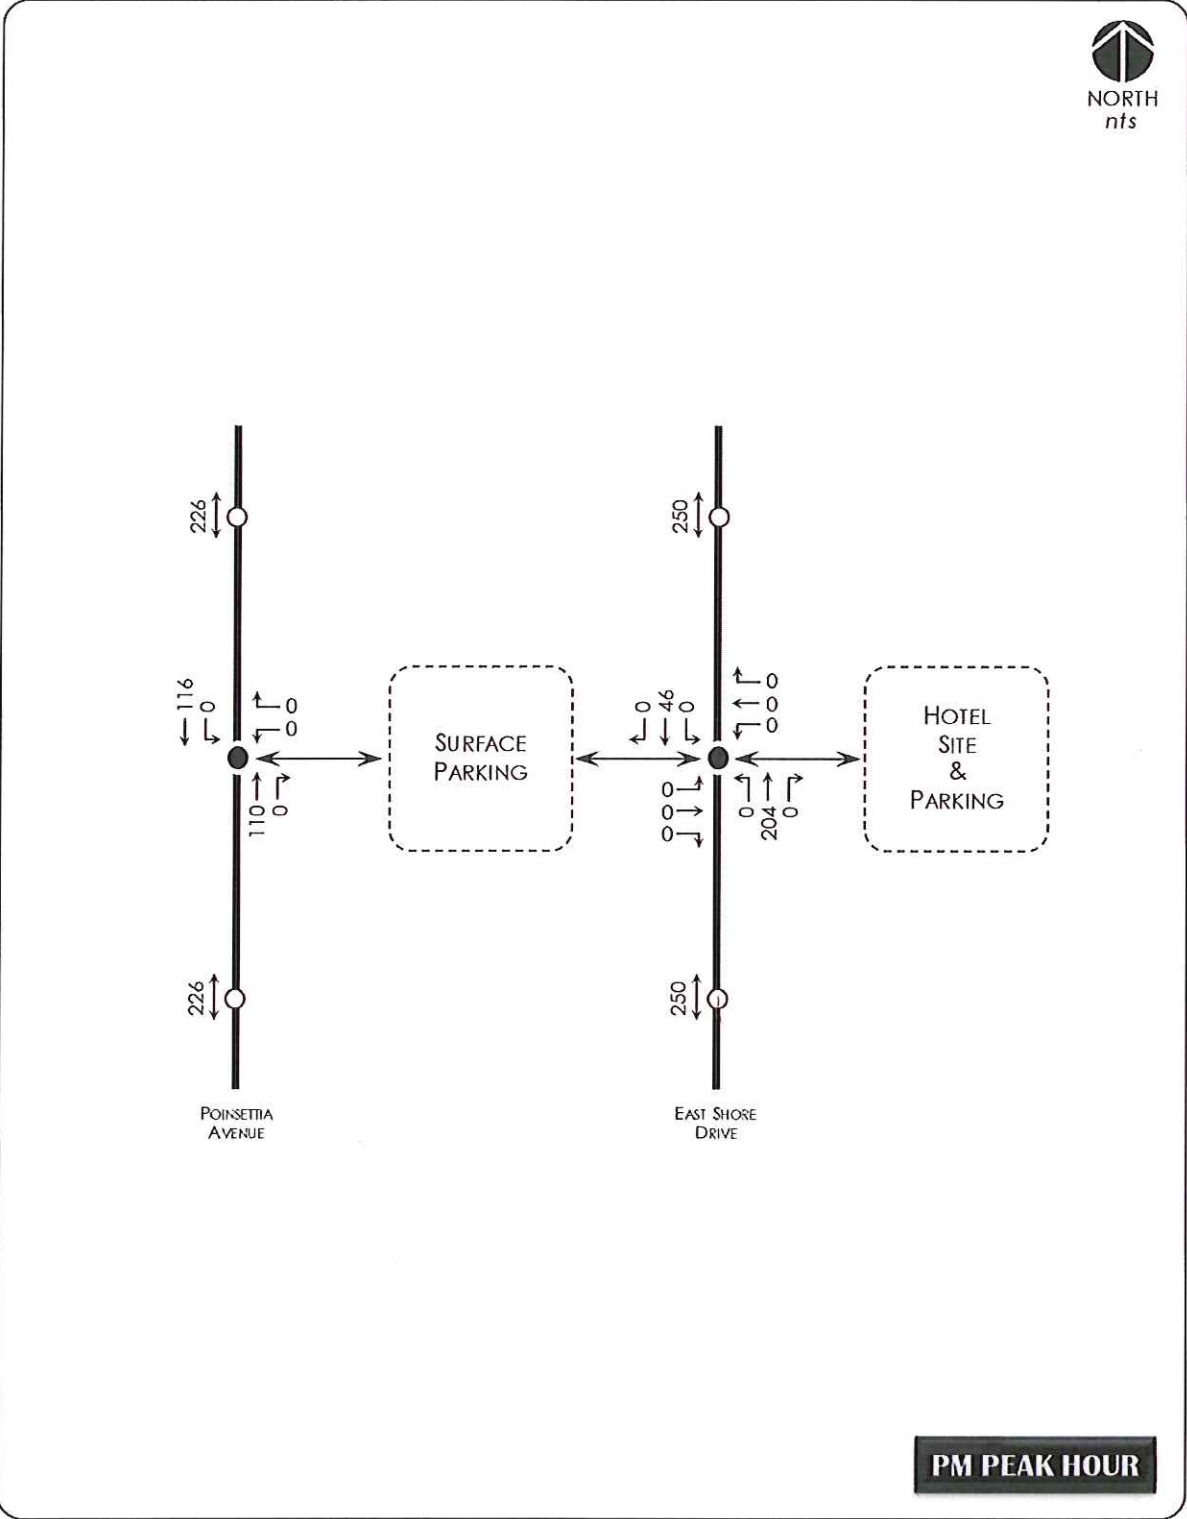 NORTH
nts
226
250
116
0
0
0
110
0
SURFACE
PARKING
0
46
0
0
0
0
0
0
0
0
204
0
HOTEL
SITE
&
PARKING
226
250
POINSETTIA
AVENUE
EAST SHORE
DRIVE
PM PEAK HOUR